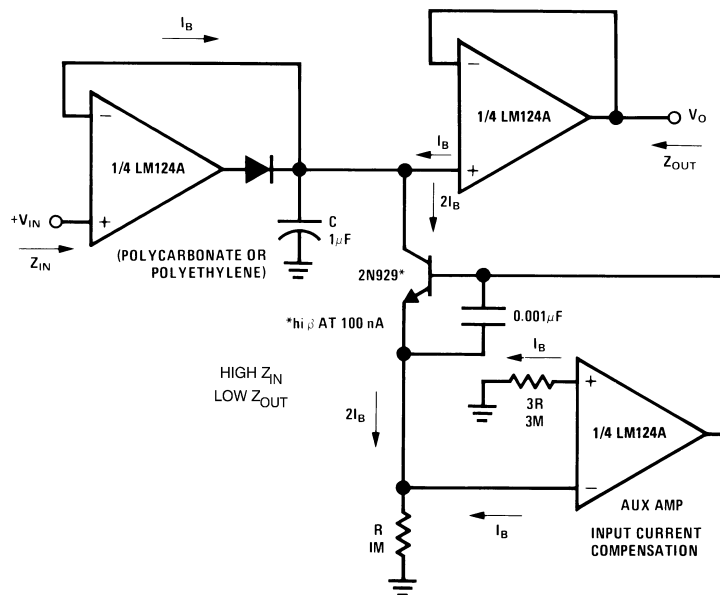 I_B
−
1/4 LM124A
+V_IN
+
Z_IN
C
1μF
(POLYCARBONATE OR
POLYETHYLENE)
−
1/4 LM124A
+
I_B
V_O
Z_OUT
2I_B
2N929*
*hi β AT 100 nA
0.001μF
HIGH Z_IN
LOW Z_OUT
I_B
3R
3M
+
1/4 LM124A
−
2I_B
AUX AMP
INPUT CURRENT
COMPENSATION
I_B
R
1M